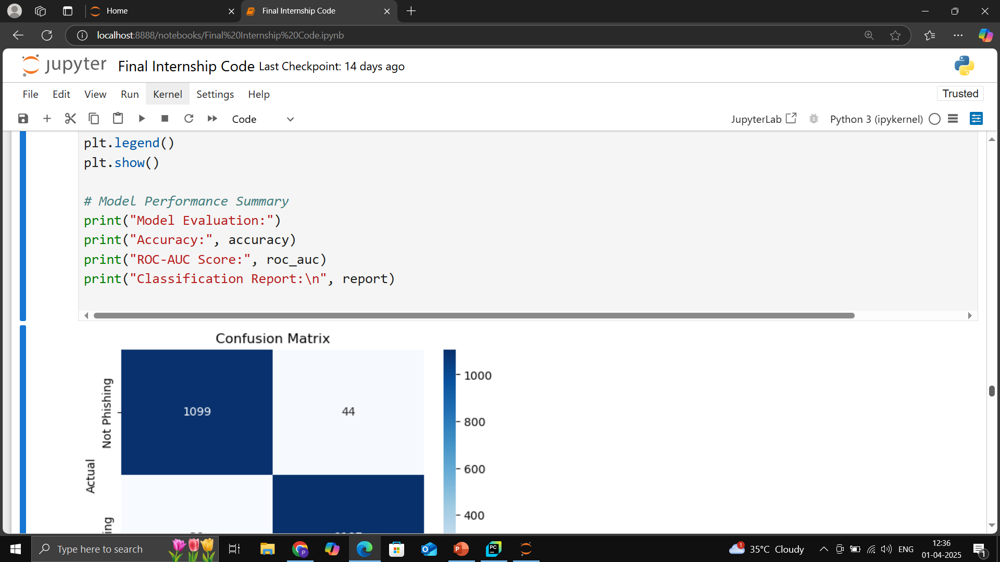 Home
Final Internship Code
localhost:8888/notebooks/Final%20Internship%20Code.ipynb
jupyter Final Internship Code Last Checkpoint: 14 days ago
File Edit View Run Kernel Settings Help
Trusted
Code
JupyterLab
Python 3 (ipykernel)
plt.legend()
plt.show()
# Model Performance Summary
print("Model Evaluation:")
print("Accuracy:", accuracy)
print("ROC-AUC Score:", roc_auc)
print("Classification Report:\n", report)
Confusion Matrix
1000
800
600
400
Not Phishing
1099
44
Actual
Type here to search
PC
P
1
35°C Cloudy
ENG
12:36
01-04-2025
1